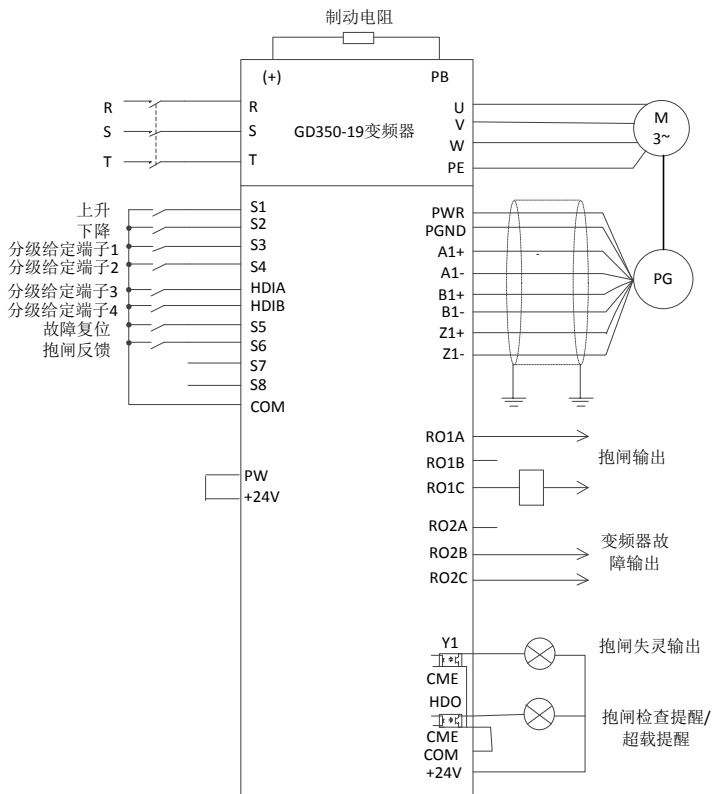 制动电阻
(+)
PB
R
S
T
R
S
T
GD350-19变频器
U
V
W
PE
M
3~
上升
下降
分级给定端子1
分级给定端子2
分级给定端子3
分级给定端子4
故障复位
抱闸反馈
S1
S2
S3
S4
HDIA
HDIB
S5
S6
S7
S8
COM
PW
+24V
PWR
PGND
A1+
A1-
B1+
B1-
Z1+
Z1-
PG
RO1A
RO1B
RO1C
抱闸输出
RO2A
RO2B
RO2C
变频器故
障输出
Y1
CME
抱闸失灵输出
HDO
CME
COM
+24V
抱闸检查提醒/
超载提醒